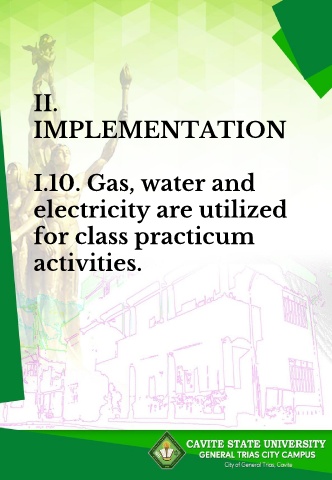 II.
IMPLEMENTATION
I.10. Gas, water and
electricity are utilized
for class practicum
activities.
CAVITE STATE UNIVERSITY
GENERAL TRIAS CITY CAMPUS
City of General Trias, Cavite